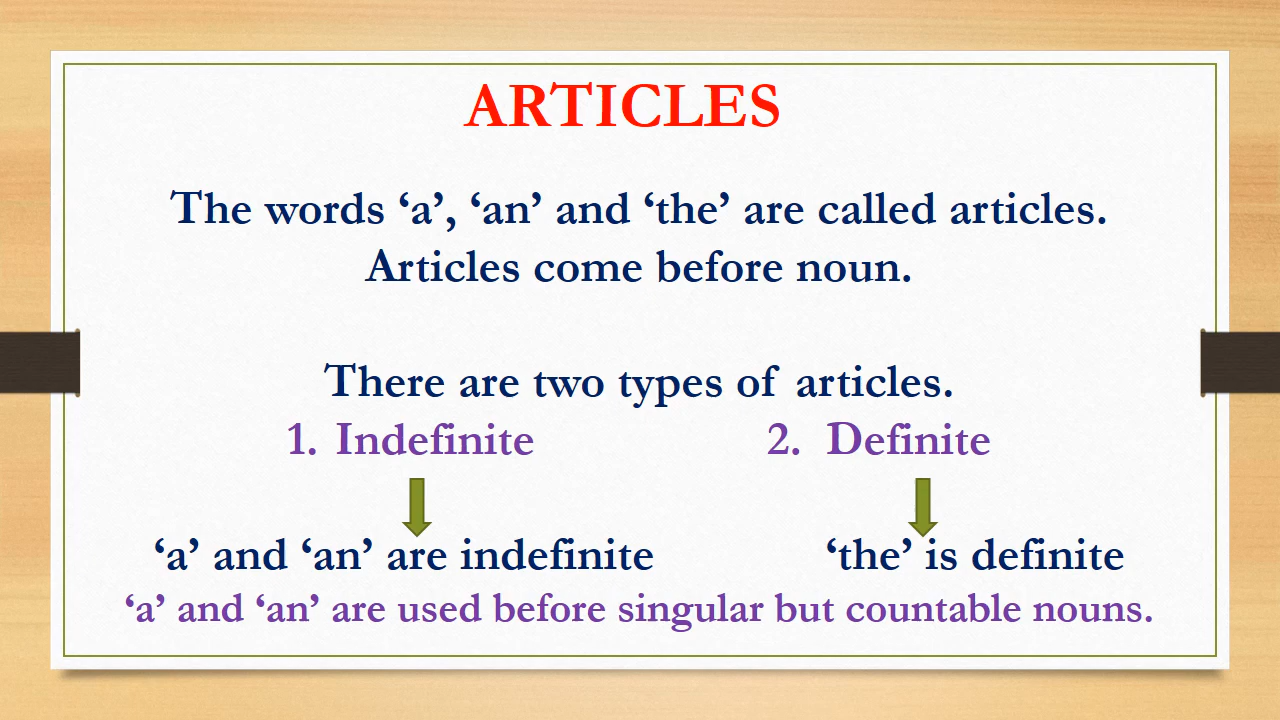 ARTICLES
The words ‘a’, ‘an’ and ‘the’ are called articles.
Articles come before noun.
There are two types of articles.
1. Indefinite 2. Definite
‘a’ and ‘an’ are indefinite ‘the’ is definite
‘a’ and ‘an’ are used before singular but countable nouns.